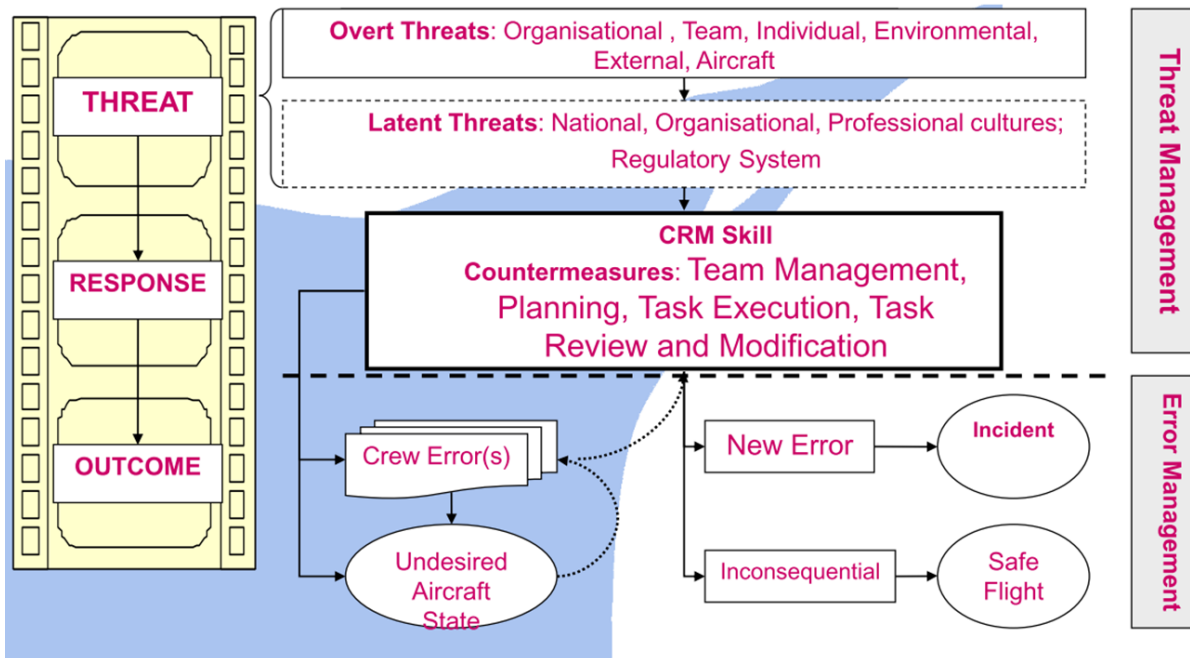 THREAT
RESPONSE
OUTCOME
Overt Threats: Organisational , Team, Individual, Environmental,
External, Aircraft
Latent Threats: National, Organisational, Professional cultures;
Regulatory System
CRM Skill
Countermeasures: Team Management,
Planning, Task Execution, Task
Review and Modification
Crew Error(s)
Undesired
Aircraft
State
New Error
Incident
Inconsequential
Safe
Flight
Threat Management
Error Management